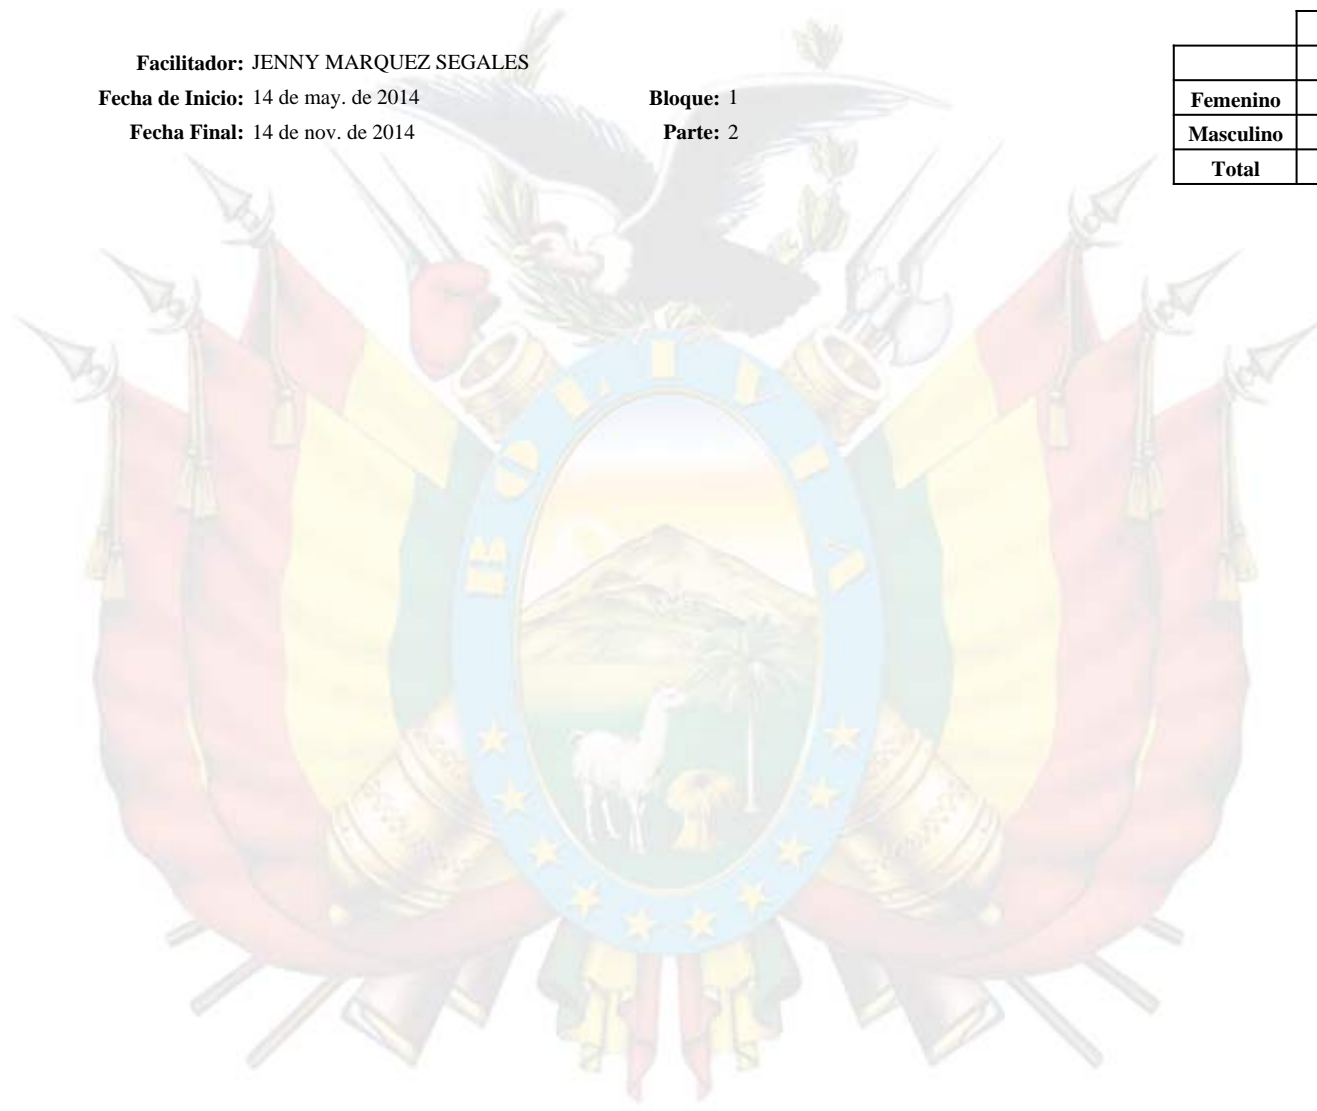 Facilitador: JENNY MARQUEZ SEGALES
Fecha de Inicio: 14 de may. de 2014 Bloque: 1
Fecha Final: 14 de nov. de 2014 Parte: 2
Femenino
Masculino
Total
BOLIVIA